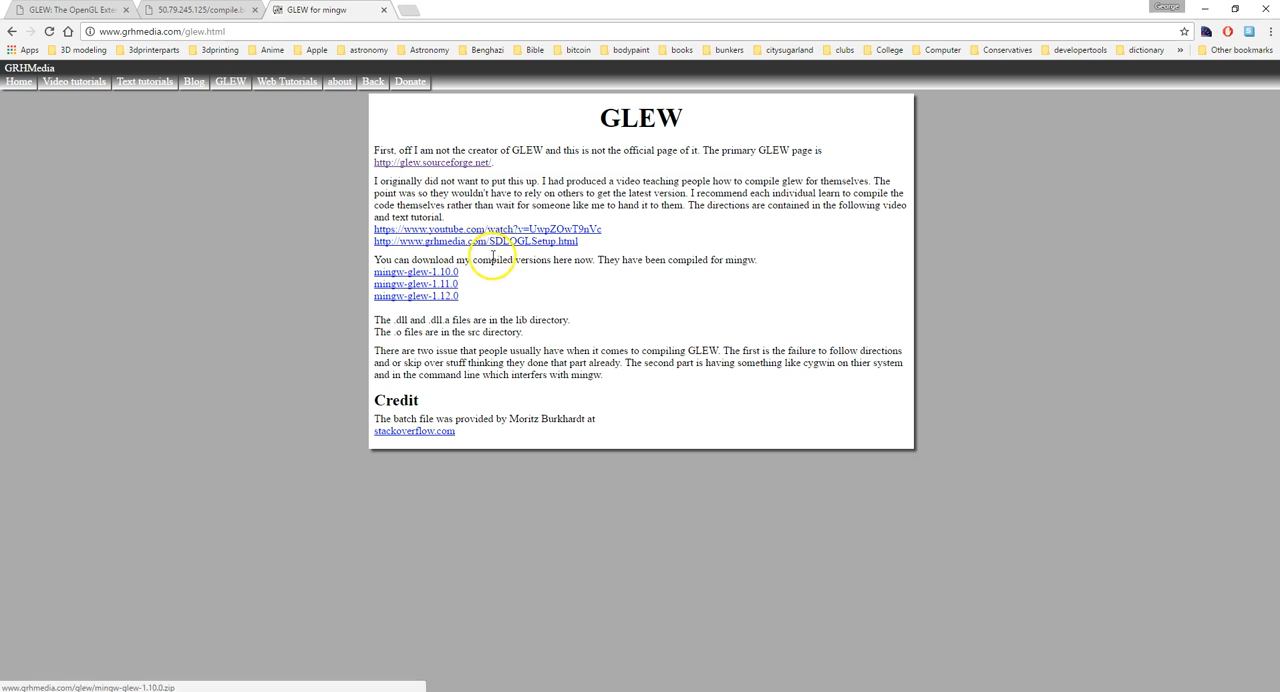 GLEW: The OpenGL Exten
50.79.245.125/compile.b
GLEW for mingw
George
www.grhmedia.com/glew.html
Apps 3D modeling 3dprinterparts 3dprinting Anime Apple astronomy Astronomy Benghazi Bible bitcoin bodypaint books bunkers citysugarland clubs College Computer Conservatives developertools dictionary » Other bookmarks
GRHMedia
Home Video tutorials Text tutorials Blog GLEW Web Tutorials about Back Donate
GLEW
First, off I am not the creator of GLEW and this is not the official page of it. The primary GLEW page is
http://glew.sourceforge.net/.
I originally did not want to put this up. I had produced a video teaching people how to compile glew for themselves. The
point was so they wouldn't have to rely on others to get the latest version. I recommend each individual learn to compile the
code themselves rather than wait for someone like me to hand it to them. The directions are contained in the following video
and text tutorial.
https://www.youtube.com/watch?v=UwpZOwT9nVc
http://www.grhmedia.com/SDLOGLSetup.html
You can download my compiled versions here now. They have been compiled for mingw.
mingw-glew-1.10.0
mingw-glew-1.11.0
mingw-glew-1.12.0
The .dll and .dll.a files are in the lib directory.
The .o files are in the src directory.
There are two issue that people usually have when it comes to compiling GLEW. The first is the failure to follow directions
and or skip over stuff thinking they done that part already. The second part is having something like cygwin on thier system
and in the command line which interfers with mingw.
Credit
The batch file was provided by Moritz Burkhardt at
stackoverflow.com
www.grhmedia.com/glew/mingw-glew-1.10.0.zip